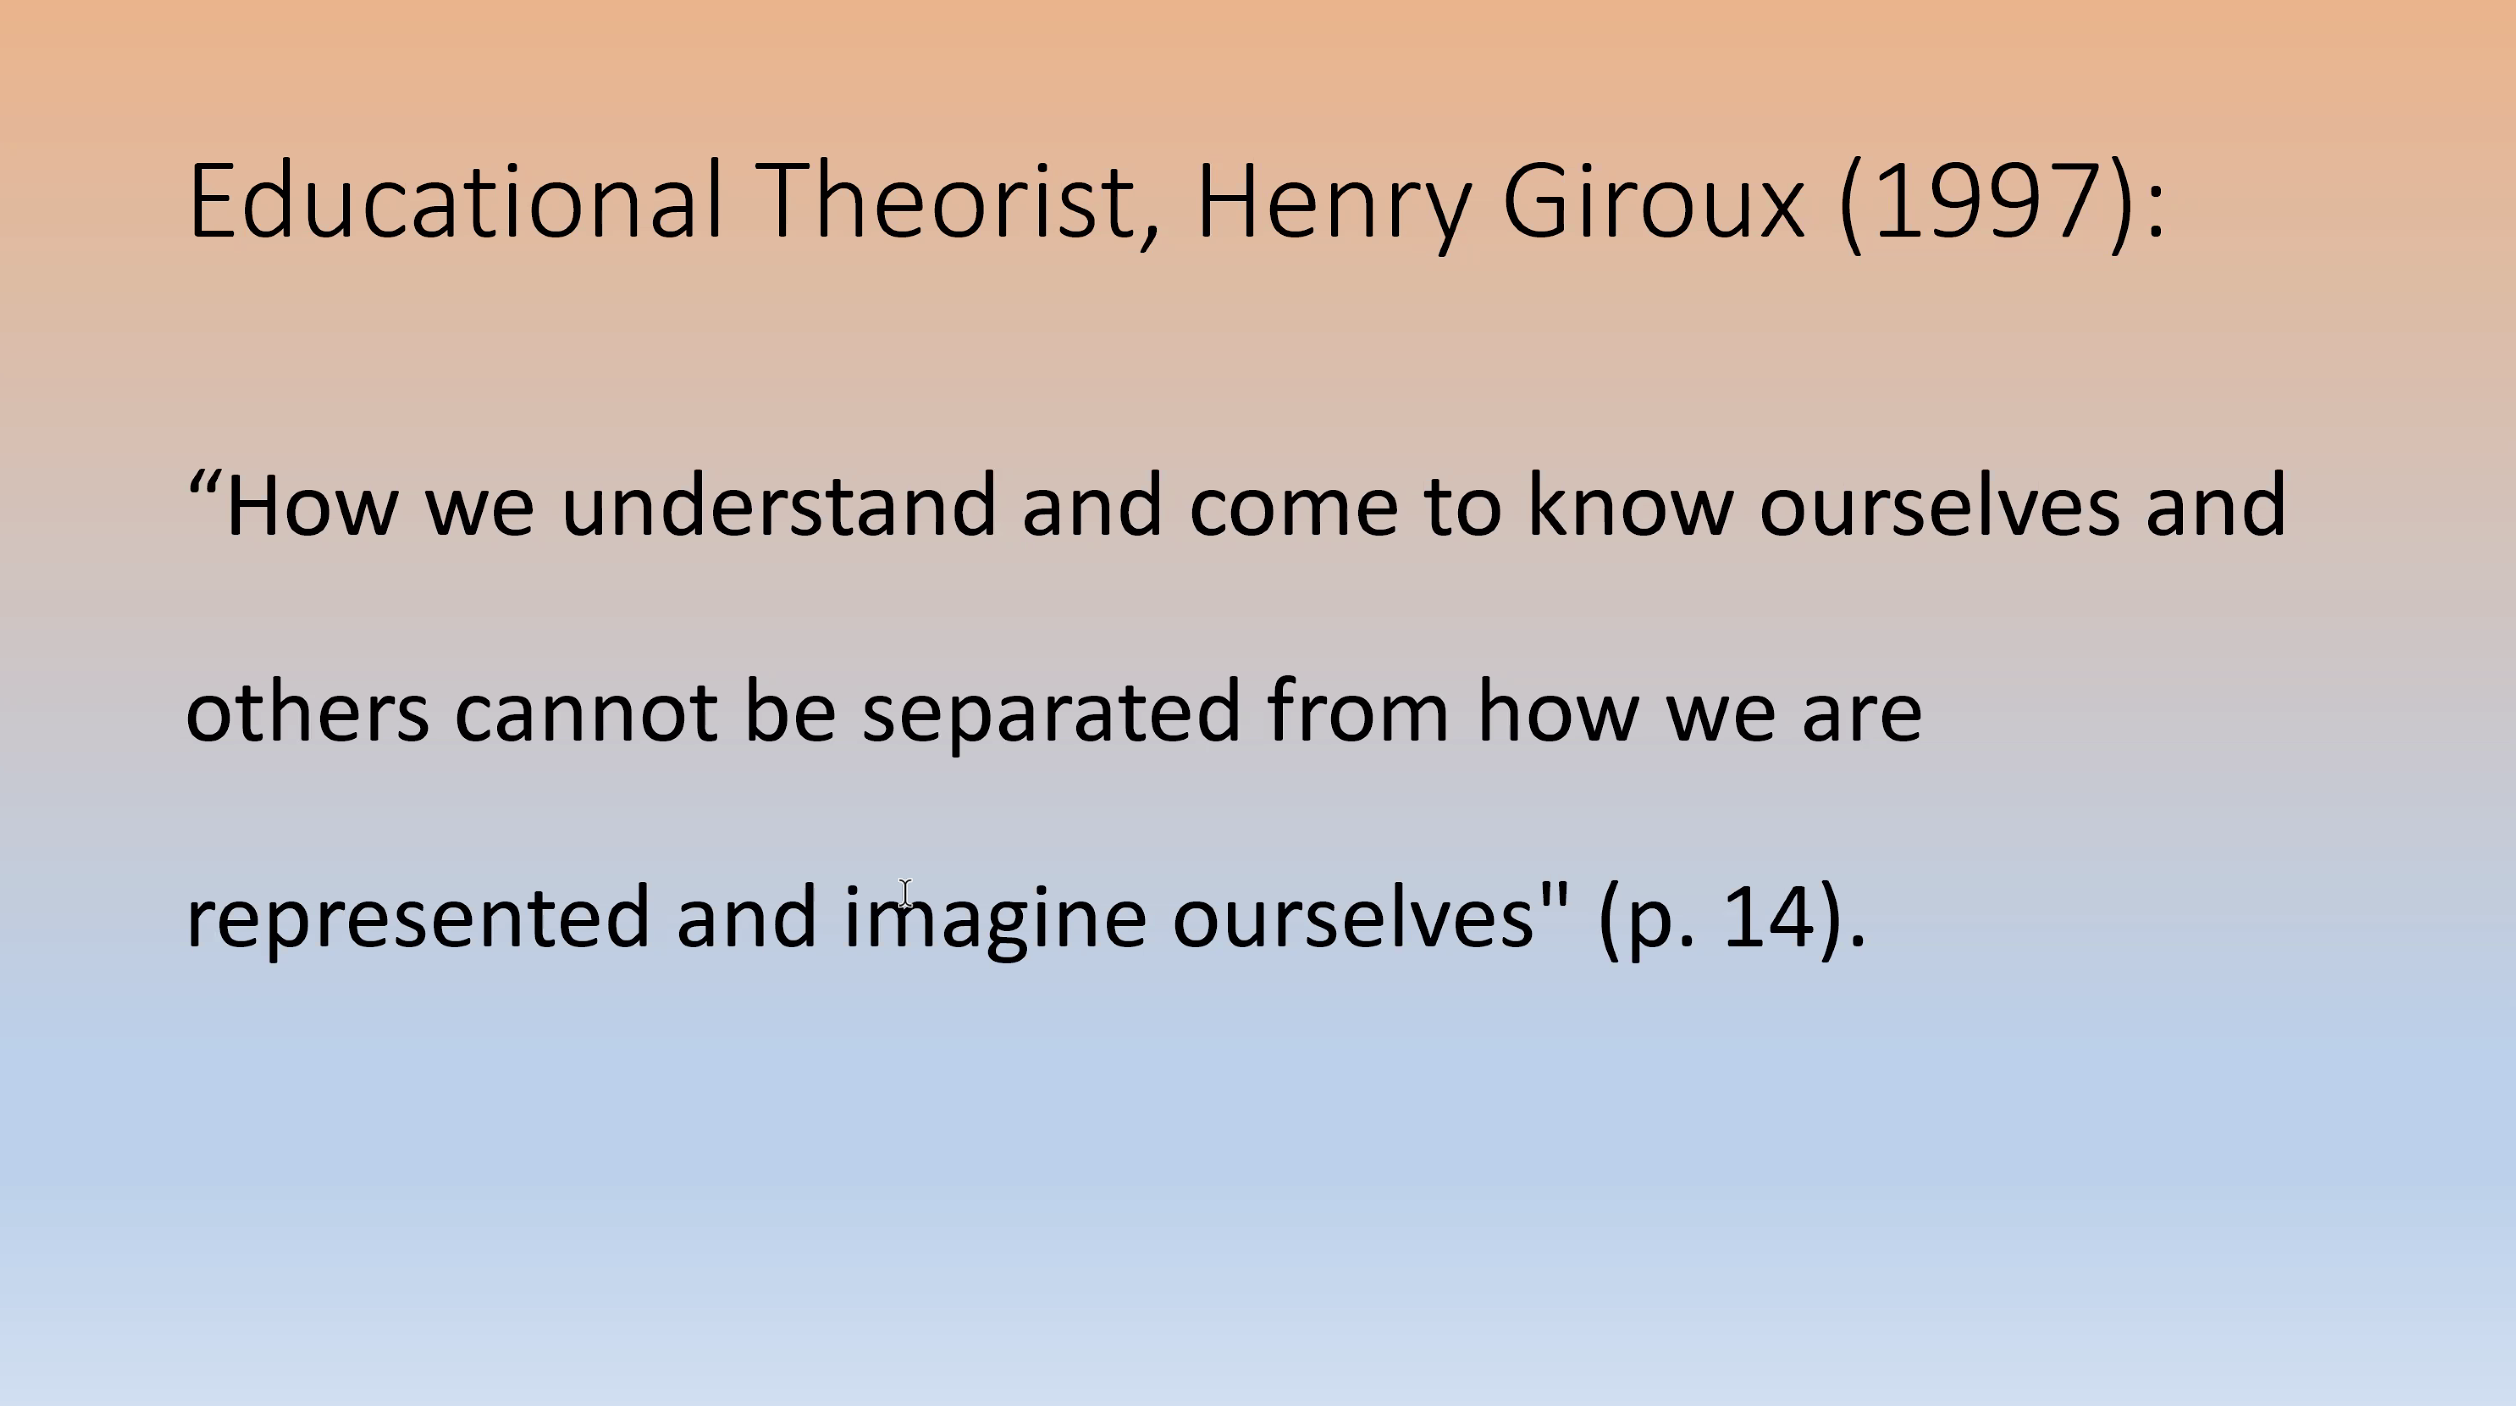 Educational Theorist, Henry Giroux (1997):
“How we understand and come to know ourselves and
others cannot be separated from how we are
represented and imagine ourselves" (p. 14).